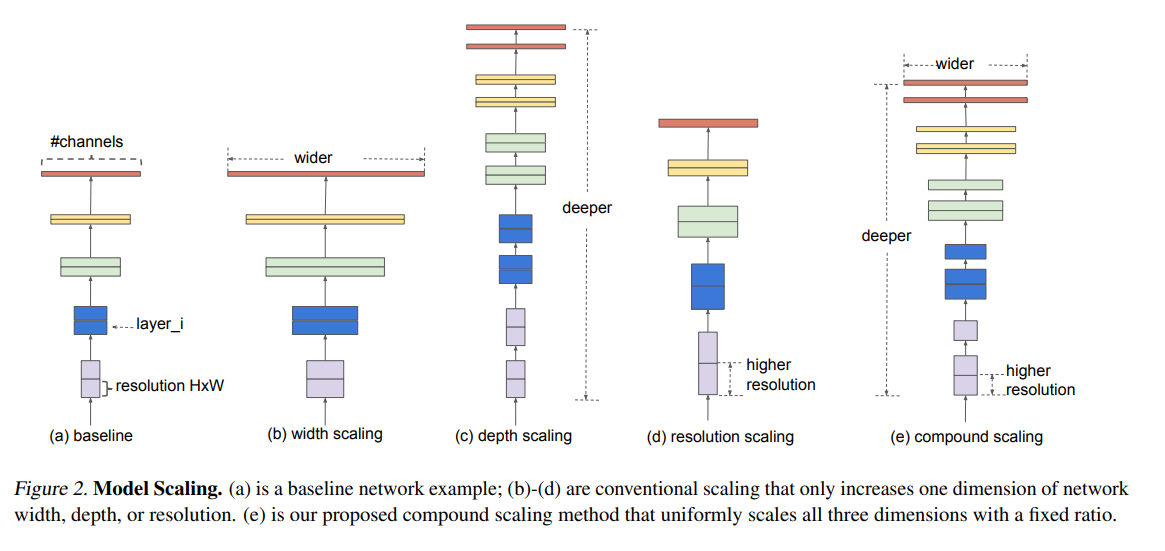 #channels
layer_i
resolution HxW
(a) baseline
wider
(b) width scaling
deeper
(c) depth scaling
higher
resolution
(d) resolution scaling
wider
deeper
higher
resolution
(e) compound scaling
Figure 2. Model Scaling. (a) is a baseline network example; (b)-(d) are conventional scaling that only increases one dimension of network
width, depth, or resolution. (e) is our proposed compound scaling method that uniformly scales all three dimensions with a fixed ratio.